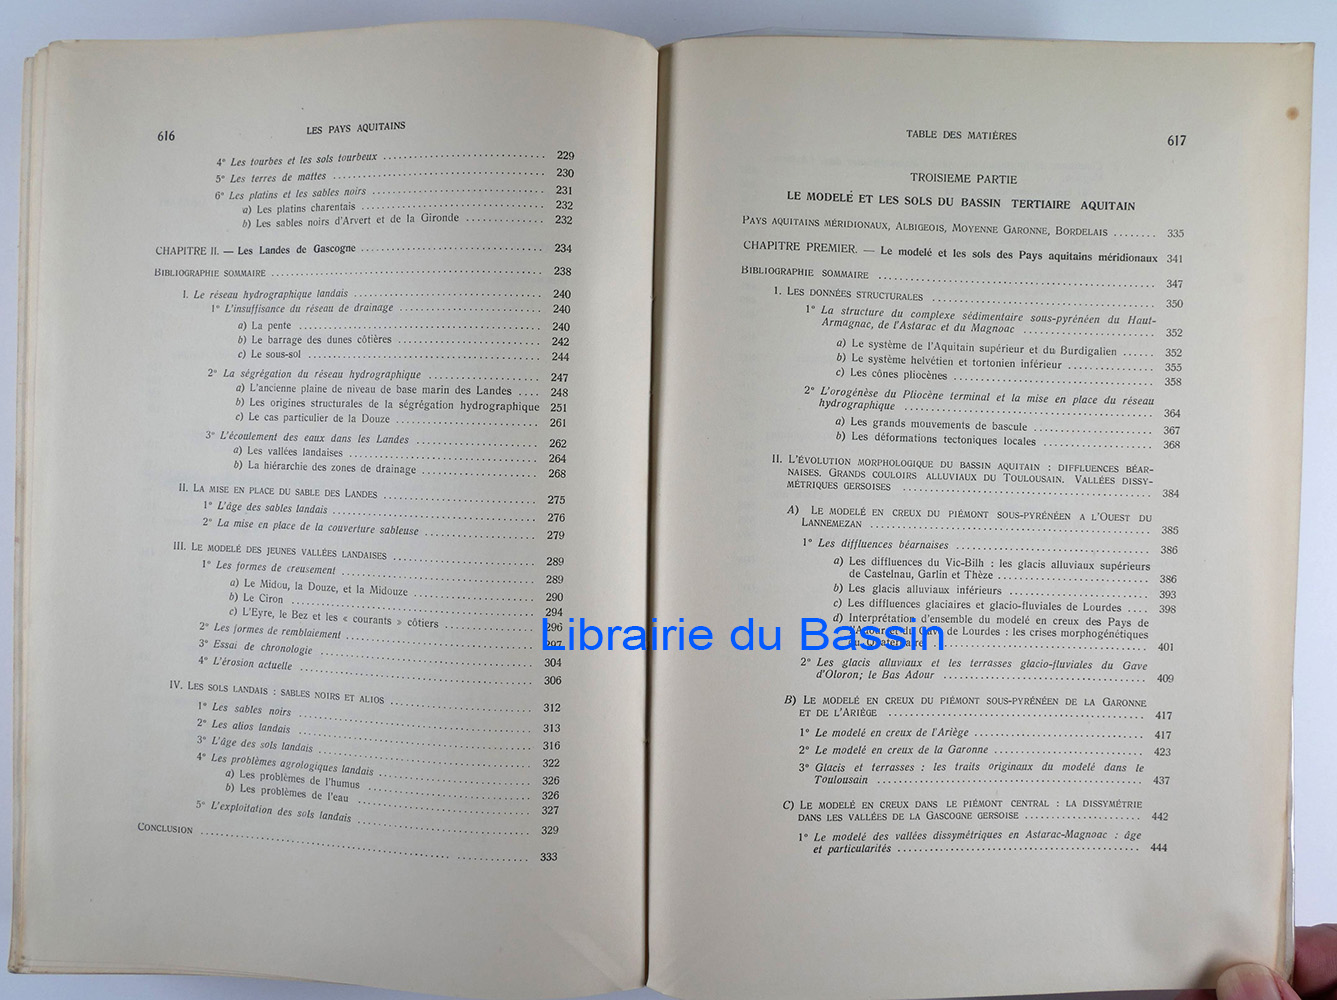 616
LES PAYS AQUITAINS
4° Les tourbes et les sols tourbeux ........ 229
5° Les terres de mattes ........ 230
6° Les platins et les sables noirs ........ 231
a) Les platins charentais ........ 232
b) Les sables noirs d'Arvert et de la Gironde ........ 232
CHAPITRE II. — Les Landes de Gascogne ........ 234
BIBLIOGRAPHIE SOMMAIRE ........ 238
I. Le réseau hydrographique landais ........ 240
1° L'insuffisance du réseau de drainage ........ 240
a) La pente ........ 240
b) Le barrage des dunes côtières ........ 242
c) Le sous-sol ........ 244
2° La ségrégation du réseau hydrographique ........ 247
a) L'ancienne plaine de niveau de base marin des Landes .... 248
b) Les origines structurales de la ségrégation hydrographique 251
c) Le cas particulier de la Douze ........ 261
3° L'écoulement des eaux dans les Landes ........ 262
a) Les vallées landaises ........ 264
b) La hiérarchie des zones de drainage ........ 268
II. LA MISE EN PLACE DU SABLE DES LANDES ........ 275
1° L'âge des sables landais ........ 276
2° La mise en place de la couverture sableuse ........ 279
III. LE MODELÉ DES JEUNES VALLÉES LANDAISES ........ 289
1° Les formes de creusement ........ 289
a) Le Midou, la Douze, et la Midouze ........ 290
b) Le Ciron ........ 294
c) L'Eyre, le Bez et les « courants » côtiers ........ 296
2° Les formes de remblaiement ........ 297
3° Essai de chronologie ........ 304
4° L'érosion actuelle ........ 306
IV. LES SOLS LANDAIS : SABLES NOIRS ET ALIOS ........ 312
1° Les sables noirs ........ 313
2° Les alios landais ........ 316
3° L'âge des sols landais ........ 322
4° Les problèmes agrologiques landais ........ 326
a) Les problèmes de l'humus ........ 326
b) Les problèmes de l'eau ........ 327
5° L'exploitation des sols landais ........ 329
CONCLUSION ........ 333
TABLE DES MATIÈRES
617
TROISIEME PARTIE
LE MODELÉ ET LES SOLS DU BASSIN TERTIAIRE AQUITAIN
PAYS AQUITAINS MÉRIDIONAUX, ALBIGEOIS, MOYENNE GARONNE, BORDELAIS ........ 335
CHAPITRE PREMIER. — Le modelé et les sols des Pays aquitains méridionaux 341
BIBLIOGRAPHIE SOMMAIRE ........ 347
I. LES DONNÉES STRUCTURALES ........ 350
1° La structure du complexe sédimentaire sous-pyrénéen du Haut-
Armagnac, de l'Astarac et du Magnoac ........ 352
a) Le système de l'Aquitain supérieur et du Burdigalien ...... 352
b) Le système helvétien et tortonien inférieur ........ 355
c) Les cônes pliocènes ........ 358
2° L'orogénèse du Pliocène terminal et la mise en place du réseau
hydrographique ........ 364
a) Les grands mouvements de bascule ........ 367
b) Les déformations tectoniques locales ........ 368
II. L'ÉVOLUTION MORPHOLOGIQUE DU BASSIN AQUITAIN : DIFFLUENCES BÉAR-
NAISES. GRANDS COULOIRS ALLUVIAUX DU TOULOUSAIN. VALLÉES DISSY-
MÉTRIQUES GERSOISES ........ 384
A) LE MODELÉ EN CREUX DU PIÉMONT SOUS-PYRÉNÉEN A L'OUEST DU
LANNEMEZAN ........ 385
1° Les diffluences béarnaises ........ 386
a) Les diffluences du Vic-Bilh : les glacis alluviaux supérieurs
de Castelnau, Garlin et Thèze ........ 386
b) Les glacis alluviaux inférieurs ........ 393
c) Les diffluences glaciaires et glacio-fluviales de Lourdes .... 398
d) Interprétation d'ensemble du modelé en creux des Pays de
l'Adour et du Gave de Lourdes : les crises morphogénétiques
du Quaternaire ........ 401
2° Les glacis alluviaux et les terrasses glacio-fluviales du Gave
d'Oloron; le Bas Adour ........ 409
B) LE MODELÉ EN CREUX DU PIÉMONT SOUS-PYRÉNÉEN DE LA GARONNE
ET DE L'ARIÈGE ........ 417
1° Le modelé en creux de l'Ariège ........ 417
2° Le modelé en creux de la Garonne ........ 423
3° Glacis et terrasses : les traits originaux du modelé dans le
Toulousain ........ 437
C) LE MODELÉ EN CREUX DANS LE PIÉMONT CENTRAL : LA DISSYMÉTRIE
DANS LES VALLÉES DE LA GASCOGNE GERSOISE ........ 442
1° Le modelé des vallées dissymétriques en Astarac-Magnoac : âge
et particularités ........ 444
Librairie du Bassin